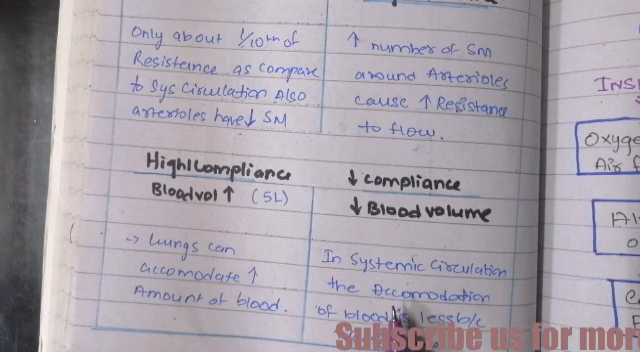 Only about 1/10th of
Resistance as compare
to Sys Circulation Also
arterioles have ↓ SM
↑ number of SM
around Arterioles
cause ↑ Resistance
to flow.
High Compliance
Blood vol ↑ (5L)
→ Lungs can
accomodate ↑
Amount of blood.
↓ compliance
↓ Blood volume
In Systemic Circulation
the Accomodation
of blood is less b/c
INS
Oxyge
Air f
Al
Subscribe us for mor